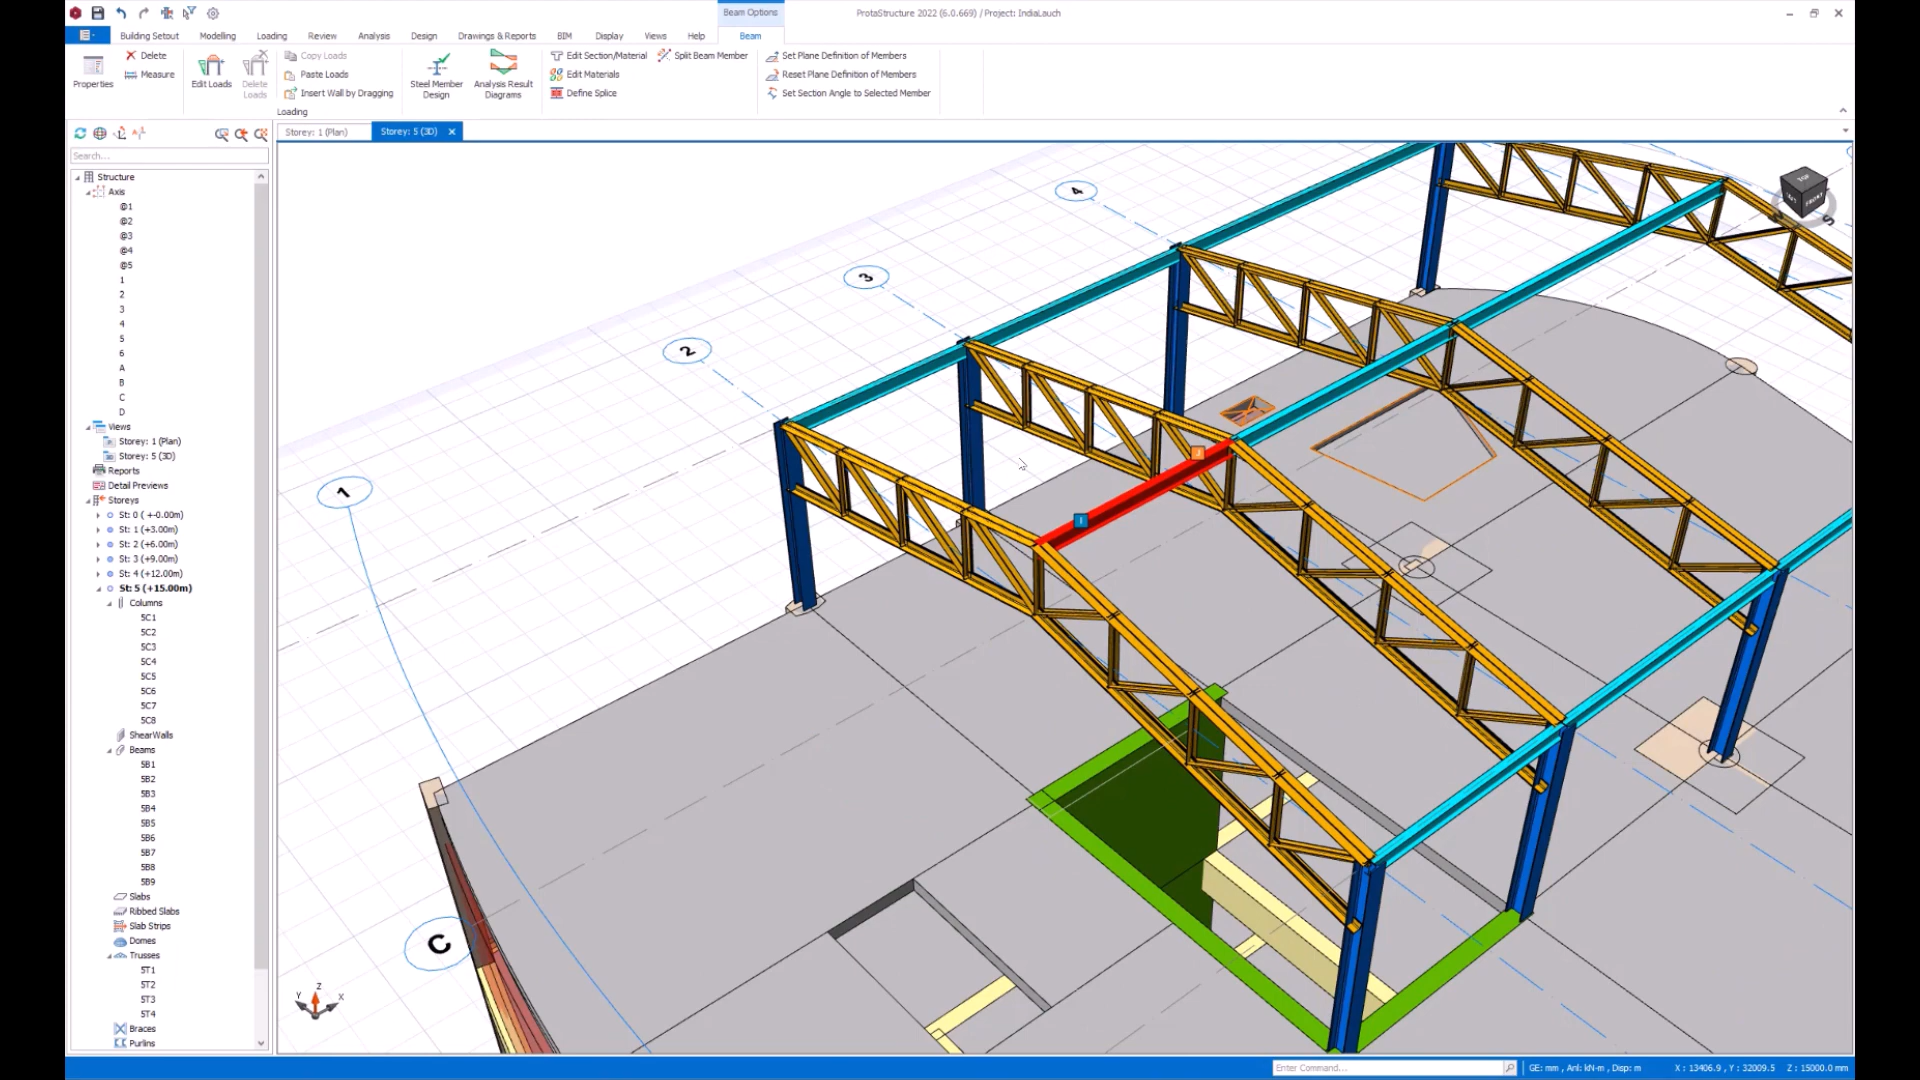 Beam Options
ProtaStructure 2022 (6.0.669) / Project: IndiaLauch
Building Setout Modelling Loading Review Analysis Design Drawings & Reports BIM Display Views Help Beam
Properties
Delete
Measure
Edit Loads
Delete Loads
Copy Loads
Paste Loads
Insert Wall by Dragging
Loading
Steel Member Design
Analysis Result Diagrams
Edit Section/Material
Edit Materials
Define Splice
Split Beam Member
Set Plane Definition of Members
Reset Plane Definition of Members
Set Section Angle to Selected Member
Storey: 1 (Plan)
Storey: 5 (3D)
Search...
Structure
Axis
@1
@2
@3
@4
@5
1
2
3
4
5
6
A
B
C
D
Views
Storey: 1 (Plan)
Storey: 5 (3D)
Reports
Detail Previews
Storeys
St: 0 ( +-0.00m)
St: 1 (+3.00m)
St: 2 (+6.00m)
St: 3 (+9.00m)
St: 4 (+12.00m)
St: 5 (+15.00m)
Columns
5C1
5C2
5C3
5C4
5C5
5C6
5C7
5C8
ShearWalls
Beams
5B1
5B2
5B3
5B4
5B5
5B6
5B7
5B8
5B9
Slabs
Ribbed Slabs
Slab Strips
Domes
Trusses
5T1
5T2
5T3
5T4
Braces
Purlins
4
3
2
1
C
I
J
TOP
FRONT
S
Z
Y
X
Enter Command...
GE: mm , Anl: kN-m , Disp: m
X : 13406.9 , Y : 32009.5
Z : 15000.0 mm